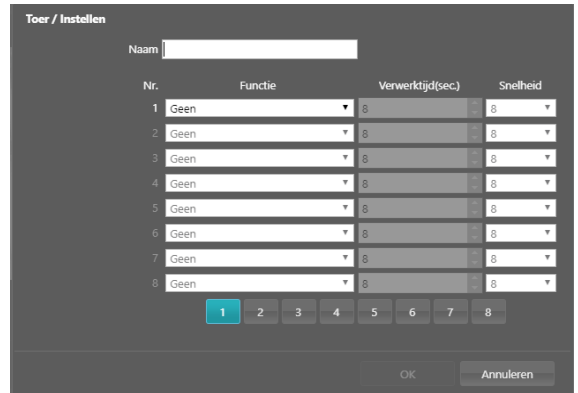 Toer / Instellen
Naam
Nr. Functie Verwerktijd(sec.) Snelheid
1 Geen 8 8
2 Geen 8 8
3 Geen 8 8
4 Geen 8 8
5 Geen 8 8
6 Geen 8 8
7 Geen 8 8
8 Geen 8 8
1 2 3 4 5 6 7 8
OK Annuleren